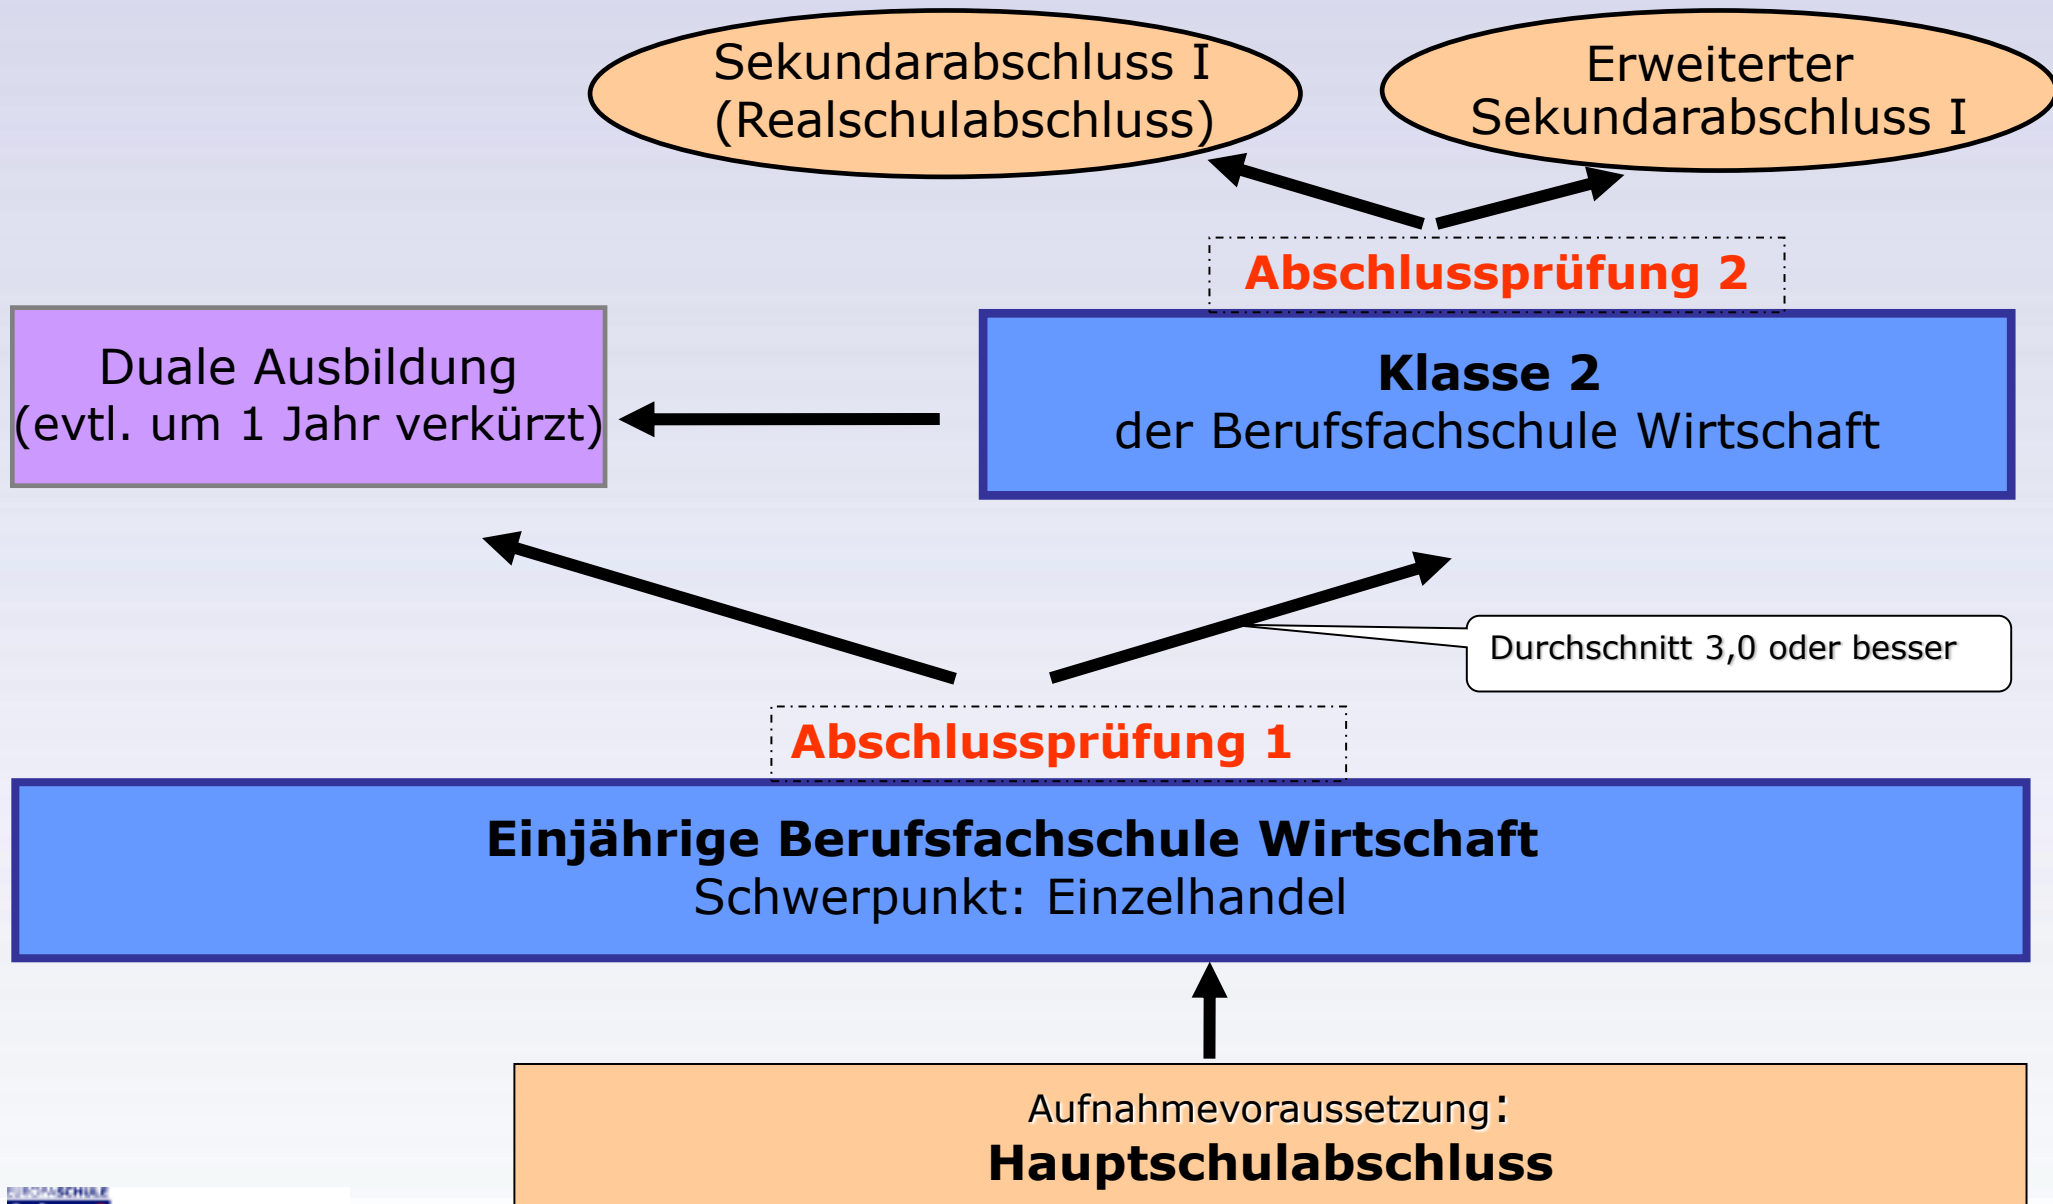 Sekundarabschluss I
(Realschulabschluss)
Erweiterter
Sekundarabschluss I
Abschlussprüfung 2
Duale Ausbildung
(evtl. um 1 Jahr verkürzt)
Klasse 2
der Berufsfachschule Wirtschaft
Durchschnitt 3,0 oder besser
Abschlussprüfung 1
Einjährige Berufsfachschule Wirtschaft
Schwerpunkt: Einzelhandel
Aufnahmevoraussetzung:
Hauptschulabschluss
EUROPASCHULE